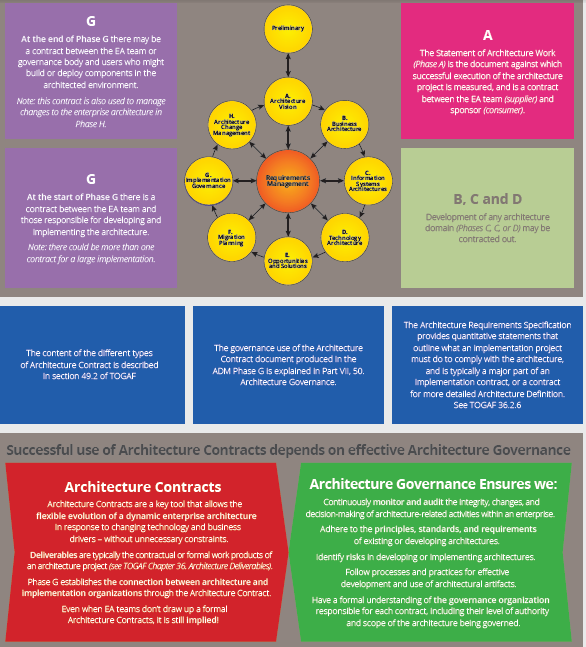 G
At the end of Phase G there may be
a contract between the EA team or
governance body and users who might
build or deploy components in the
architected environment.
Note: this contract is also used to manage
changes to the enterprise architecture in
Phase H.
G
At the start of Phase G there is a
contract between the EA team and
those responsible for developing and
implementing the architecture.
Note: there could be more than one
contract for a large implementation.
Preliminary
A.
Architecture
Vision
H.
Architecture
Change
Management
B.
Business
Architecture
G.
Implementation
Governance
Requirements
Management
C.
Information
Systems
Architectures
F.
Migration
Planning
D.
Technology
Architecture
E.
Opportunities
and Solutions
A
The Statement of Architecture Work
(Phase A) is the document against which
successful execution of the architecture
project is measured, and is a contract
between the EA team (supplier) and
sponsor (consumer).
B, C and D
Development of any architecture
domain (Phases C, C, or D) may be
contracted out.
The content of the different types
of Architecture Contract is described
in section 49.2 of TOGAF
The governance use of the Architecture
Contract document produced in the
ADM Phase G is explained in Part VII, 50.
Architecture Governance.
The Architecture Requirements Specification
provides quantitative statements that
outline what an implementation project
must do to comply with the architecture,
and is typically a major part of an
implementation contract, or a contract
for more detailed Architecture Definition.
See TOGAF 36.2.6
Successful use of Architecture Contracts depends on effective Architecture Governance
Architecture Contracts
Architecture Contracts are a key tool that allows the
flexible evolution of a dynamic enterprise architecture
in response to changing technology and business
drivers – without unnecessary constraints.
Deliverables are typically the contractual or formal work products of
an architecture project (see TOGAF Chapter 36. Architecture Deliverables).
Phase G establishes the connection between architecture and
implementation organizations through the Architecture Contract.
Even when EA teams don't draw up a formal
Architecture Contracts, it is still implied!
Architecture Governance Ensures we:
Continuously monitor and audit the integrity, changes, and
decision-making of architecture-related activities within an enterprise.
Adhere to the principles, standards, and requirements
of existing or developing architectures.
Identify risks in developing or implementing architectures.
Follow processes and practices for effective
development and use of architectural artifacts.
Have a formal understanding of the governance organization
responsible for each contract, including their level of authority
and scope of the architecture being governed.